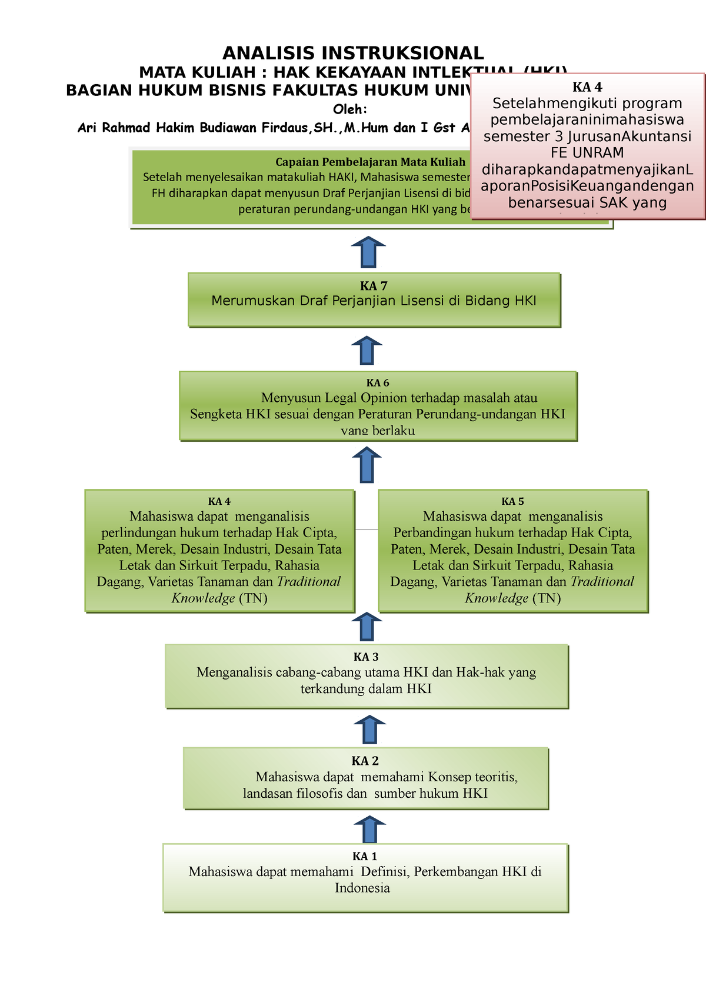 ANALISIS INSTRUKSIONAL
MATA KULIAH : HAK KEKAYAAN INTLEKTUAL (HKI)
BAGIAN HUKUM BISNIS FAKULTAS HUKUM
Oleh:
Ari Rahmad Hakim Budiawan Firdaus,SH.,M.Hum dan I Gst
KA 4
Setelahmengikuti program
pembelajaraninimahasiswa
semester 3 JurusanAkuntansi
FE UNRAM
diharapkandapatmenyajikanL
aporanPosisiKeuangandengan
benarsesuai SAK yang
Capaian Pembelajaran Mata Kuliah
Setelah menyelesaikan matakuliah HAKI, Mahasiswa semester
FH diharapkan dapat menyusun Draf Perjanjian Lisensi di
peraturan perundang-undangan HKI yang
KA 7
Merumuskan Draf Perjanjian Lisensi di Bidang HKI
KA 6
Menyusun Legal Opinion terhadap masalah atau
Sengketa HKI sesuai dengan Peraturan Perundang-undangan HKI
yang berlaku
KA 4
Mahasiswa dapat  menganalisis
perlindungan hukum terhadap Hak Cipta,
Paten, Merek, Desain Industri, Desain Tata
Letak dan Sirkuit Terpadu, Rahasia
Dagang, Varietas Tanaman dan Traditional
Knowledge (TN)
KA 5
Mahasiswa dapat  menganalisis
Perbandingan hukum terhadap Hak Cipta,
Paten, Merek, Desain Industri, Desain Tata
Letak dan Sirkuit Terpadu, Rahasia
Dagang, Varietas Tanaman dan Traditional
Knowledge (TN)
KA 3
Menganalisis cabang-cabang utama HKI dan Hak-hak yang
terkandung dalam HKI
KA 2
Mahasiswa dapat  memahami Konsep teoritis,
landasan filosofis dan  sumber hukum HKI
KA 1
Mahasiswa dapat memahami  Definisi, Perkembangan HKI di
Indonesia